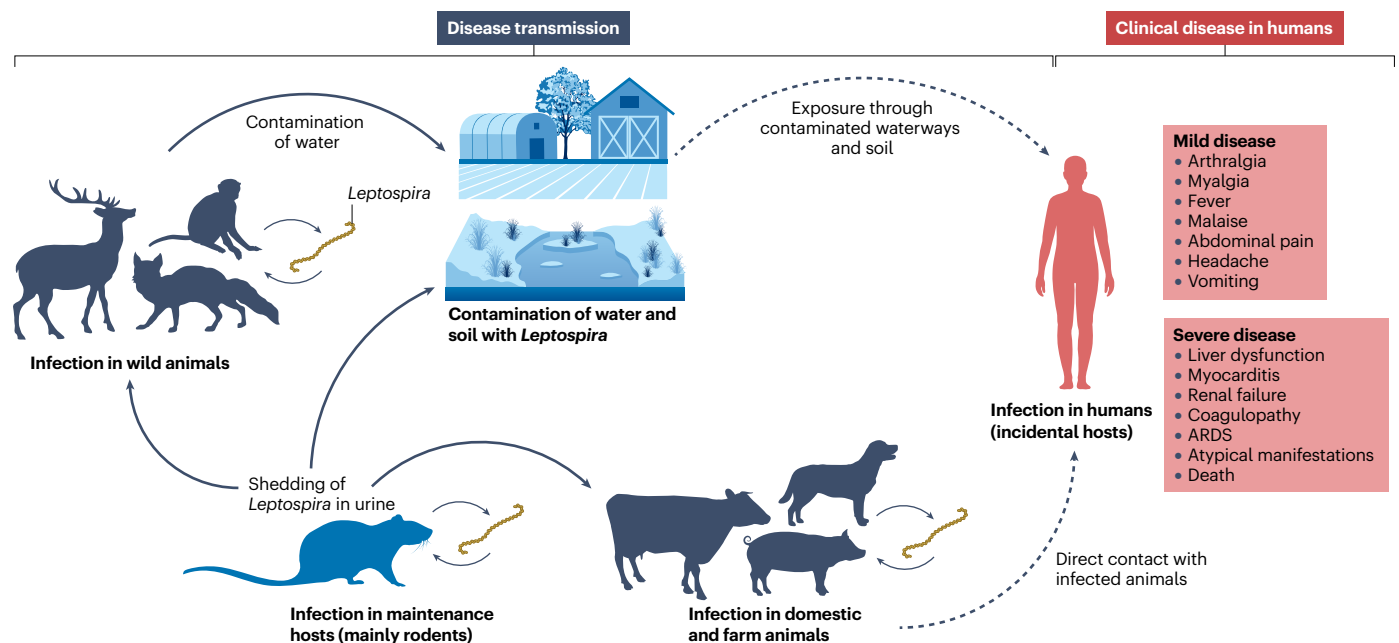 Disease transmission
Clinical disease in humans
Contamination
of water
Leptospira
Exposure through
contaminated waterways
and soil
Contamination of water and
soil with Leptospira
Infection in wild animals
Mild disease
• Arthralgia
• Myalgia
• Fever
• Malaise
• Abdominal pain
• Headache
• Vomiting
Severe disease
• Liver dysfunction
• Myocarditis
• Renal failure
• Coagulopathy
• ARDS
• Atypical manifestations
• Death
Infection in humans
(incidental hosts)
Shedding of
Leptospira in urine
Direct contact with
infected animals
Infection in maintenance
hosts (mainly rodents)
Infection in domestic
and farm animals